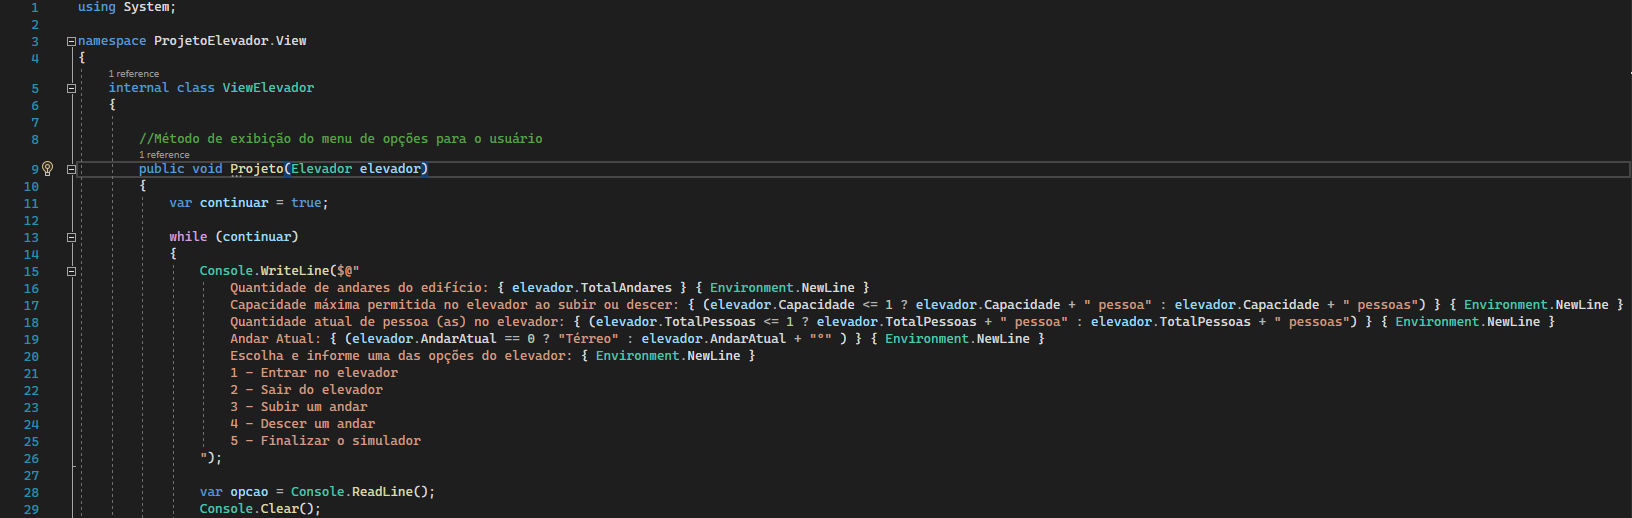 1 using System;
2
3 namespace ProjetoElevador.View
4 {
1 reference
5 internal class ViewElevador
6 {
7
8 //Método de exibição do menu de opções para o usuário
1 reference
9 public void Projeto(Elevador elevador)
10 {
11 var continuar = true;
12
13 while (continuar)
14 {
15 Console.WriteLine($@"
16 Quantidade de andares do edifício: { elevador.TotalAndares } { Environment.NewLine }
17 Capacidade máxima permitida no elevador ao subir ou descer: { (elevador.Capacidade <= 1 ? elevador.Capacidade + " pessoa" : elevador.Capacidade + " pessoas") } { Environment.NewLine }
18 Quantidade atual de pessoa (as) no elevador: { (elevador.TotalPessoas <= 1 ? elevador.TotalPessoas + " pessoa" : elevador.TotalPessoas + " pessoas") } { Environment.NewLine }
19 Andar Atual: { (elevador.AndarAtual == 0 ? "Térreo" : elevador.AndarAtual + "°" ) } { Environment.NewLine }
20 Escolha e informe uma das opções do elevador: { Environment.NewLine }
21 1 - Entrar no elevador
22 2 - Sair do elevador
23 3 - Subir um andar
24 4 - Descer um andar
25 5 - Finalizar o simulador
26 ");
27
28 var opcao = Console.ReadLine();
29 Console.Clear();